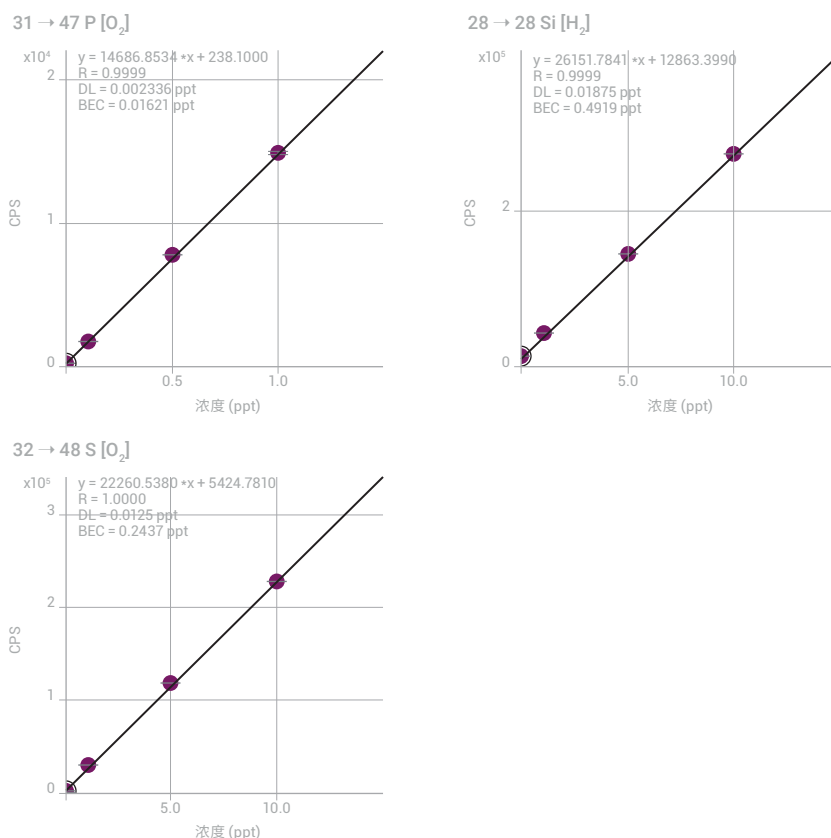 31 → 47 P [O₂]
x10⁴
y = 14686.8534 *x + 238.1000
R = 0.9999
DL = 0.002336 ppt
BEC = 0.01621 ppt
2
1
0
CPS
0.5
1.0
浓度 (ppt)
28 → 28 Si [H₂]
x10⁵
y = 26151.7841 *x + 12863.3990
R = 0.9999
DL = 0.01875 ppt
BEC = 0.4919 ppt
2
0
CPS
5.0
10.0
浓度 (ppt)
32 → 48 S [O₂]
x10⁵
y = 22260.5380 *x + 5424.7810
R = 1.0000
DL = 0.0125 ppt
BEC = 0.2437 ppt
3
2
1
0
CPS
5.0
10.0
浓度 (ppt)